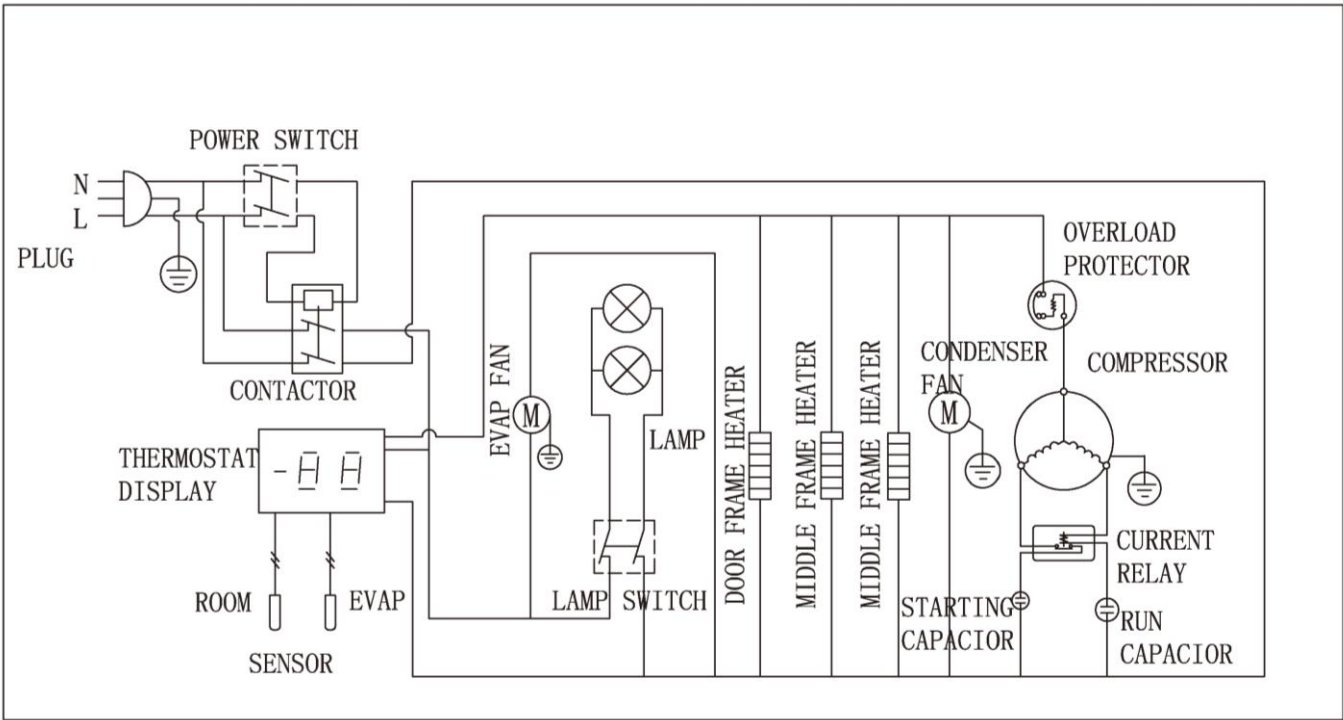 POWER SWITCH
N
L
PLUG
OVERLOAD
PROTECTOR
CONTACTOR
EVAP FAN
CONDENSER
FAN
M
M
COMPRESSOR
LAMP
THERMOSTAT
DISPLAY
-AA
DOOR FRAME HEATER
MIDDLE FRAME HEATER
MIDDLE FRAME HEATER
CURRENT
RELAY
ROOM
EVAP
LAMP SWITCH
STARTING
CAPACIOR
RUN
CAPACIOR
SENSOR